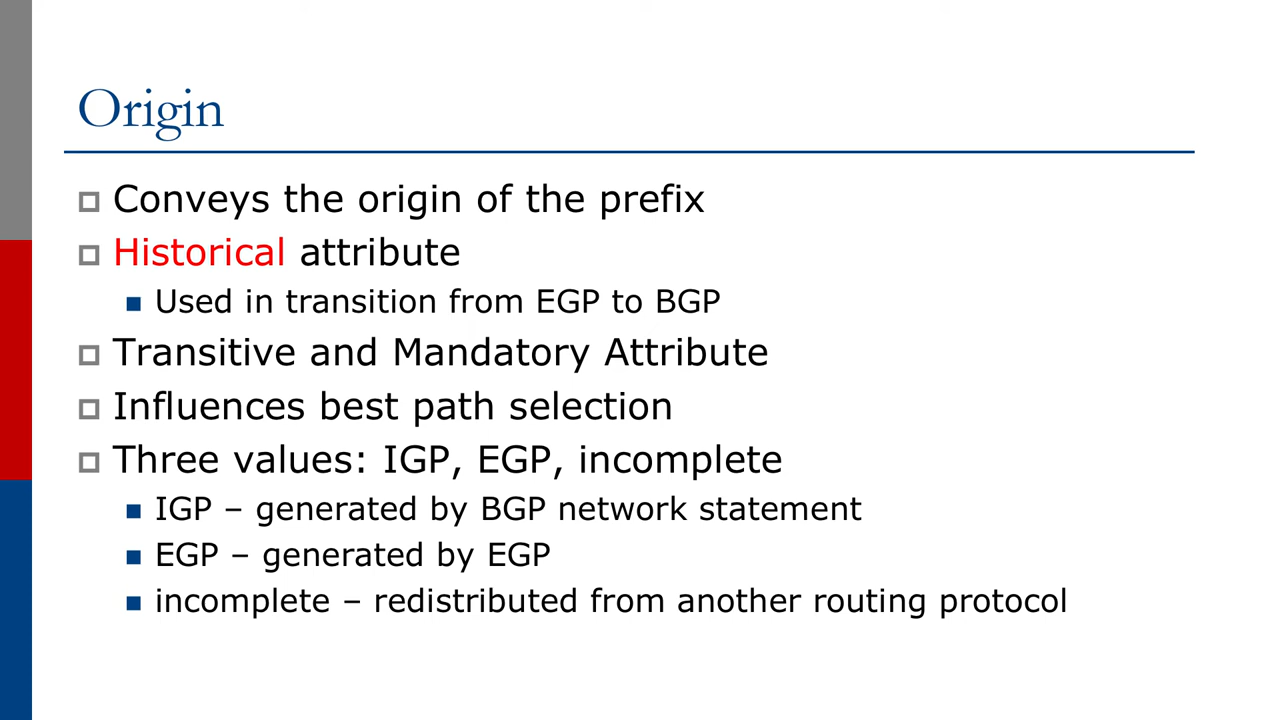 Origin
Conveys the origin of the prefix
Historical attribute
Used in transition from EGP to BGP
Transitive and Mandatory Attribute
Influences best path selection
Three values: IGP, EGP, incomplete
IGP – generated by BGP network statement
EGP – generated by EGP
incomplete – redistributed from another routing protocol